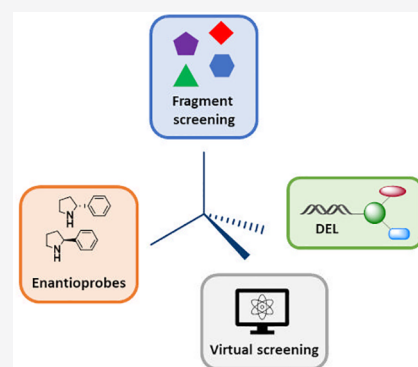 Fragment
screening
N
H
N
H
Enantioprobes
DEL
Virtual screening